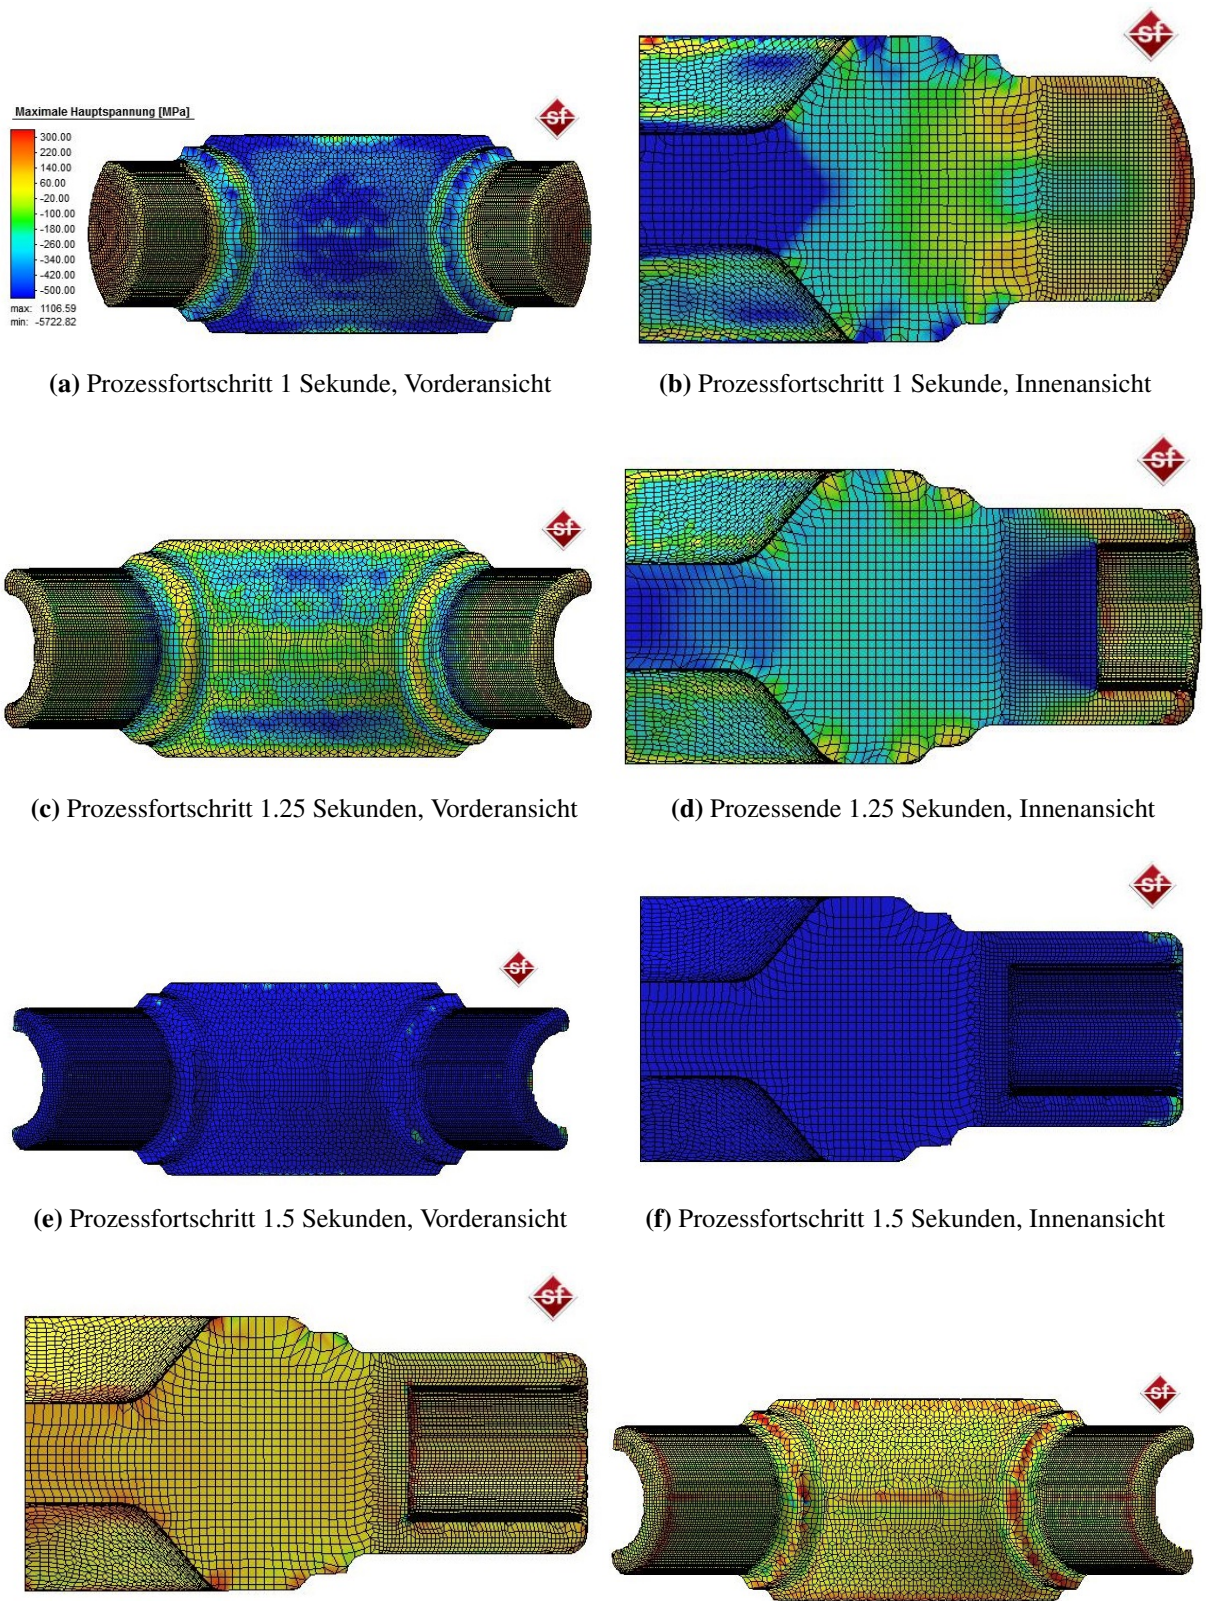 sf
sf
Maximale Hauptspannung [MPa]
300.00
220.00
140.00
60.00
-20.00
-100.00
-180.00
-260.00
-340.00
-420.00
-500.00
max: 1106.59
min: -5722.82
(a) Prozessfortschritt 1 Sekunde, Vorderansicht
(b) Prozessfortschritt 1 Sekunde, Innenansicht
sf
sf
(c) Prozessfortschritt 1.25 Sekunden, Vorderansicht
(d) Prozessende 1.25 Sekunden, Innenansicht
sf
sf
(e) Prozessfortschritt 1.5 Sekunden, Vorderansicht
(f) Prozessfortschritt 1.5 Sekunden, Innenansicht
sf
sf